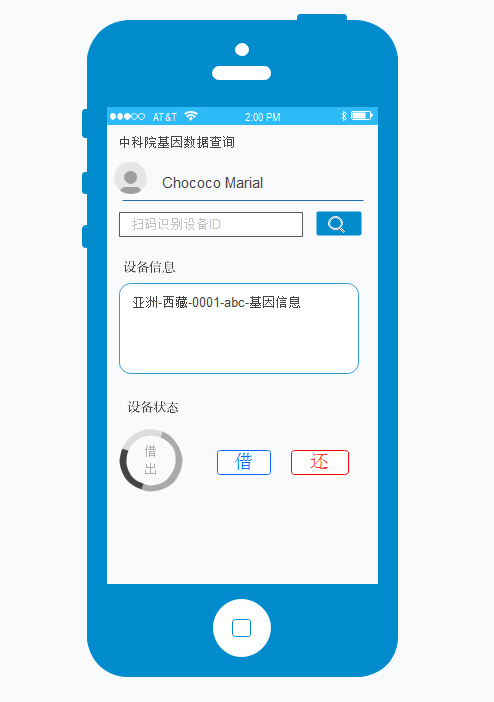 AT&T 2:00 PM
中科院基因数据查询
Chococo Marial
扫码识别设备ID
设备信息
亚洲-西藏-0001-abc-基因信息
设备状态
借
出
借 还